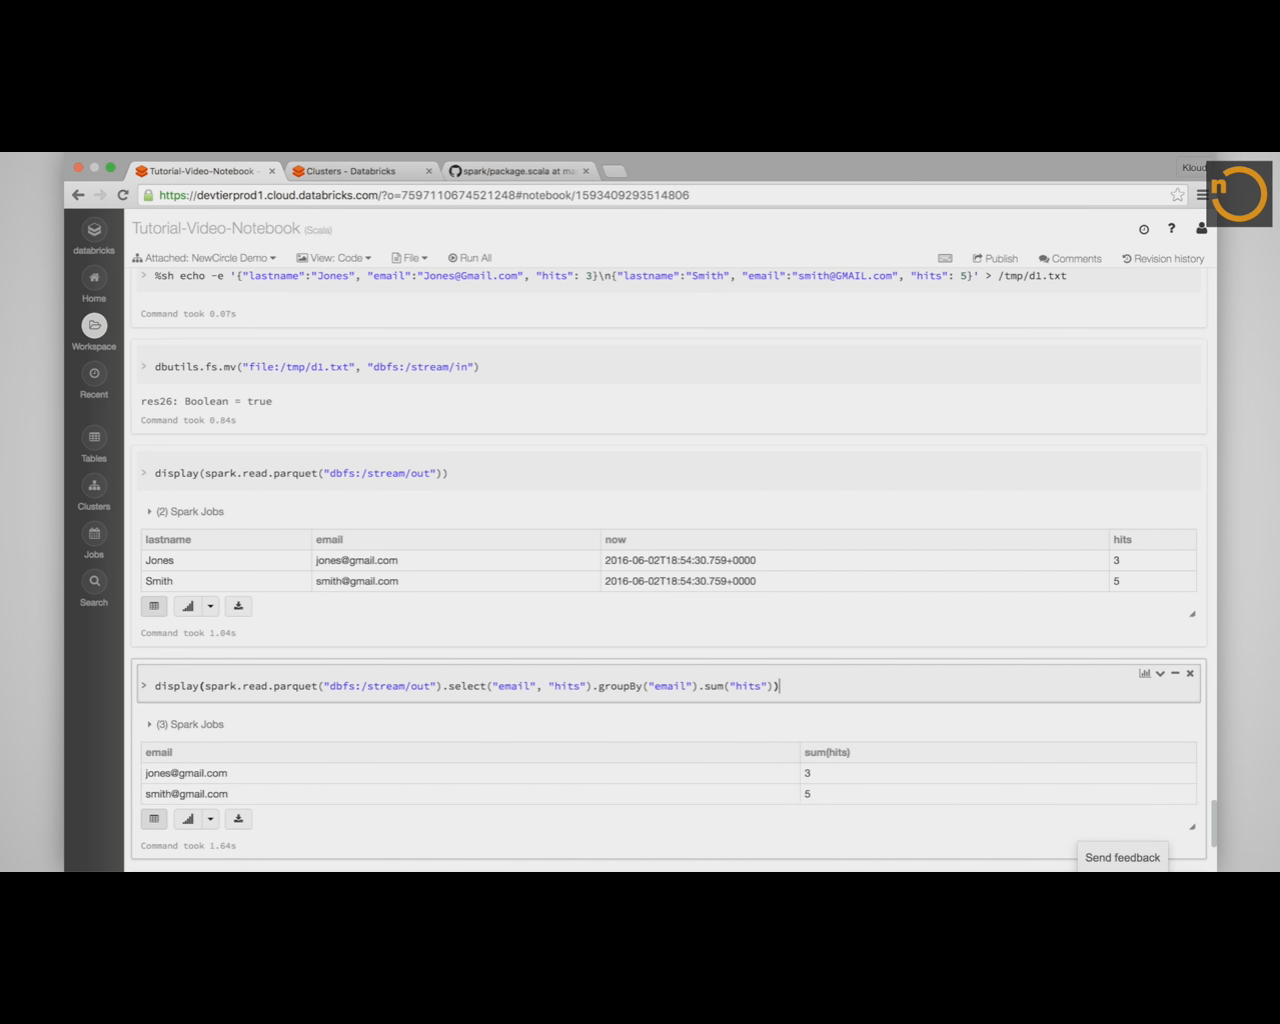 Tutorial-Video-Notebook -
Clusters - Databricks
spark/package.scala at ma
Kloud
n
https://devtierprod1.cloud.databricks.com/?o=7597110674521248#notebook/1593409293514806
databricks
Home
Workspace
Recent
Tables
Clusters
Jobs
Search
Tutorial-Video-Notebook (Scala)
?
Attached: NewCircle Demo View: Code File Run All Publish Comments Revision history
> %sh echo -e '{"lastname":"Jones", "email":"Jones@Gmail.com", "hits": 3}\n{"lastname":"Smith", "email":"smith@GMAIL.com", "hits": 5}' > /tmp/d1.txt
Command took 0.07s
> dbutils.fs.mv("file:/tmp/d1.txt", "dbfs:/stream/in")
res26: Boolean = true
Command took 0.84s
> display(spark.read.parquet("dbfs:/stream/out"))
(2) Spark Jobs
lastname email now hits
Jones jones@gmail.com 2016-06-02T18:54:30.759+0000 3
Smith smith@gmail.com 2016-06-02T18:54:30.759+0000 5
Command took 1.04s
> display(spark.read.parquet("dbfs:/stream/out").select("email", "hits").groupBy("email").sum("hits"))
(3) Spark Jobs
email sum(hits)
jones@gmail.com 3
smith@gmail.com 5
Command took 1.64s
Send feedback